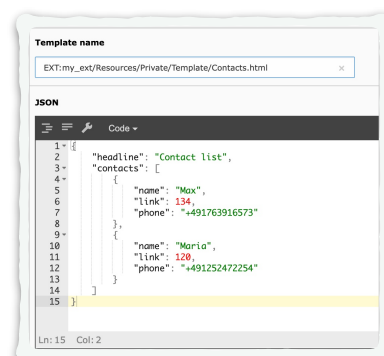 Template name
EXT:my_ext/Resources/Private/Template/Contacts.html ×
JSON
Code
1 {
2 "headline": "Contact list",
3 "contacts": [
4 {
5 "name": "Max",
6 "link": 134,
7 "phone": "+491763916573"
8 },
9 {
10 "name": "Maria",
11 "link": 120,
12 "phone": "+491252472254"
13 }
14 ]
15 }
Ln: 15 Col: 2